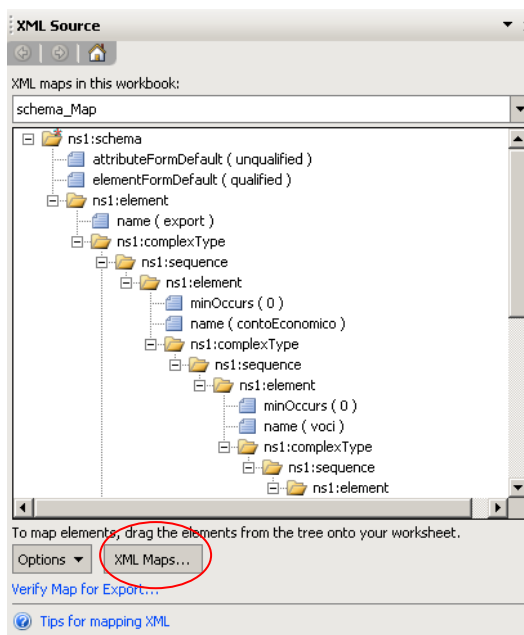 XML Source
XML maps in this workbook:
schema_Map
ns1:schema
attributeFormDefault ( unqualified )
elementFormDefault ( qualified )
ns1:element
name ( export )
ns1:complexType
ns1:sequence
ns1:element
minOccurs ( 0 )
name ( contoEconomico )
ns1:complexType
ns1:sequence
ns1:element
minOccurs ( 0 )
name ( voci )
ns1:complexType
ns1:sequence
ns1:element
To map elements, drag the elements from the tree onto your worksheet.
Options XML Maps...
Verify Map for Export...
Tips for mapping XML